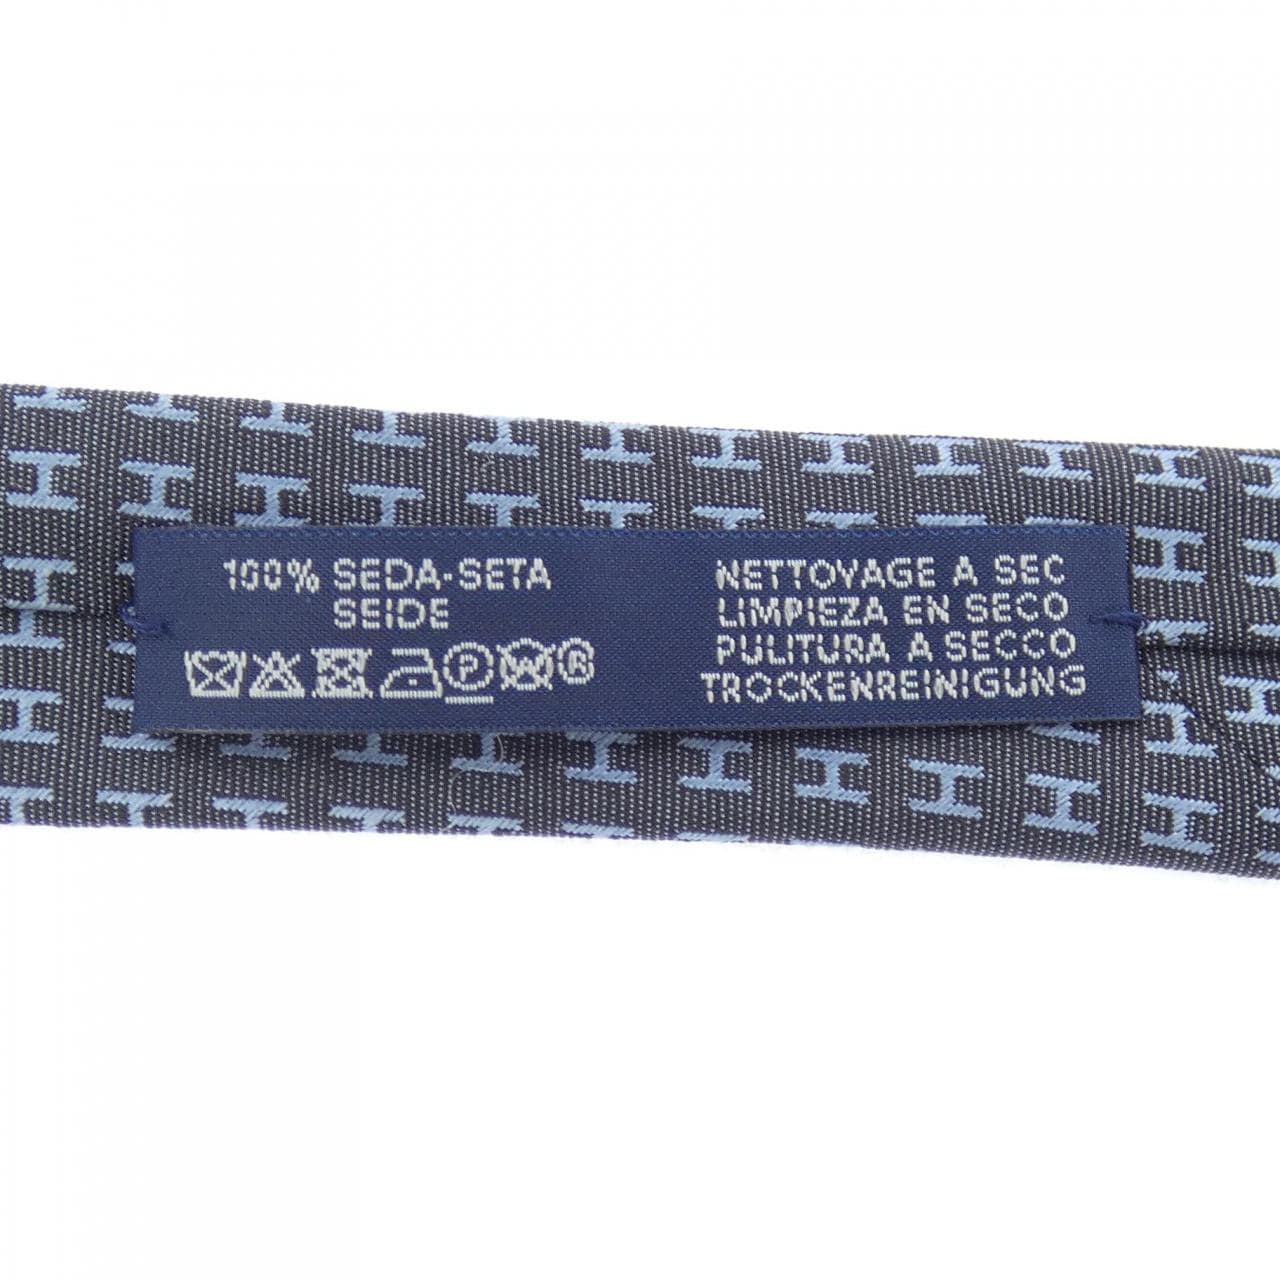 100% SEDA-SETA
SEIDE
P W ®
NETTOYAGE A SEC
LIMPIEZA EN SECO
PULITURA A SECCO
TROCKENREINIGUNG